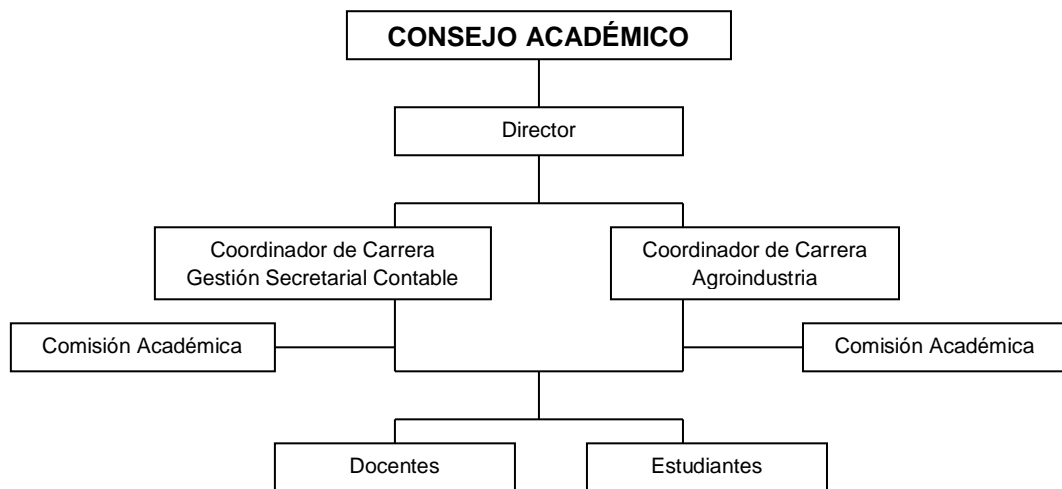 CONSEJO ACADÉMICO
Director
Coordinador de Carrera
Gestión Secretarial Contable
Coordinador de Carrera
Agroindustria
Comisión Académica
Comisión Académica
Docentes
Estudiantes